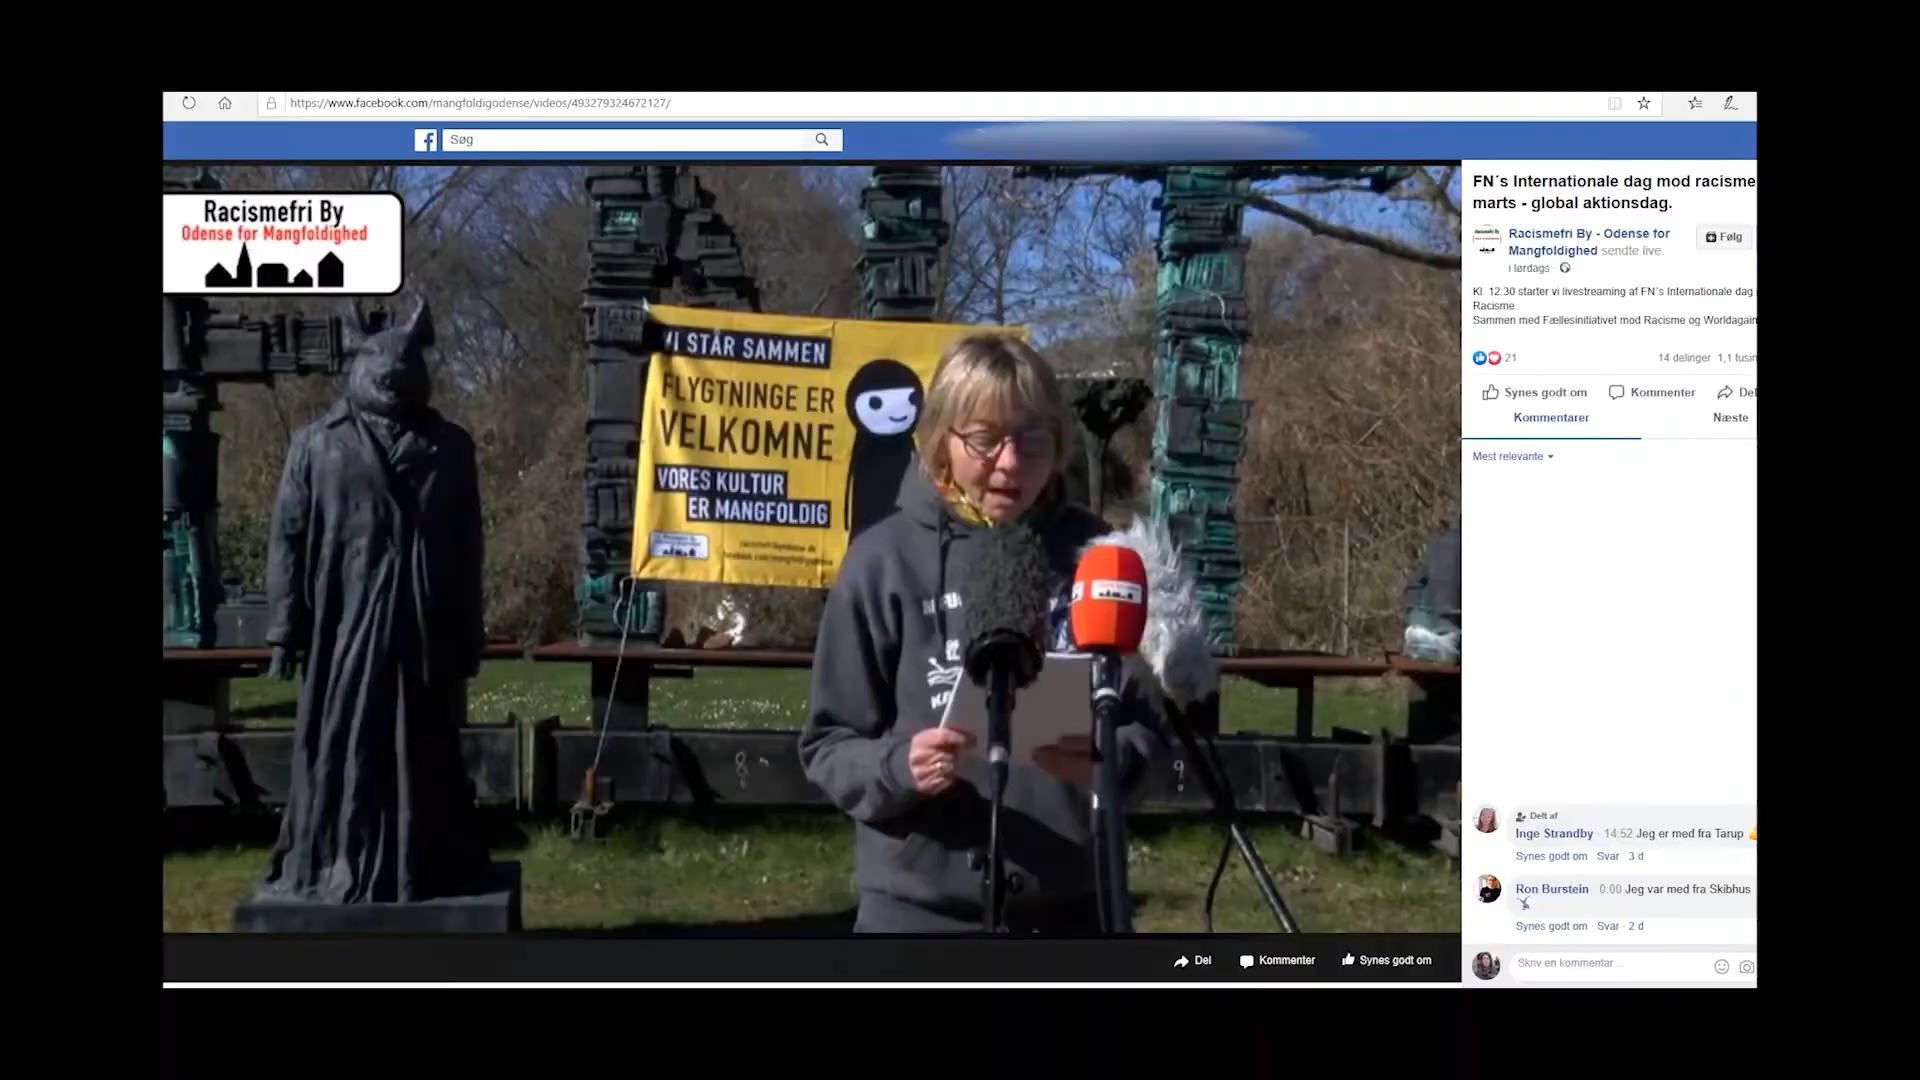 https://www.facebook.com/mangfoldigodense/videos/493279324672127/
Søg
Racismefri By
Odense for Mangfoldighed
VI STÅR SAMMEN
FLYGTNINGE ER
VELKOMNE
VORES KULTUR
ER MANGFOLDIG
FN´s Internationale dag mod racisme
marts - global aktionsdag.
Racismefri By - Odense for
Mangfoldighed sendte live.
i lørdags
Følg
Kl. 12.30 starter vi livestreaming af FN´s Internationale dag
Racisme
Sammen med Fællesinitiativet mod Racisme og Worldagain
21
14 delinger 1,1 tusin
Synes godt om Kommenter Del
Kommentarer Næste
Mest relevante
Delt af
Inge Strandby · 14:52 Jeg er med fra Tarup
Synes godt om Svar 3 d
Ron Burstein 0:00 Jeg var med fra Skibhus
Synes godt om · Svar · 2 d
Skriv en kommentar ...
Del Kommenter Synes godt om